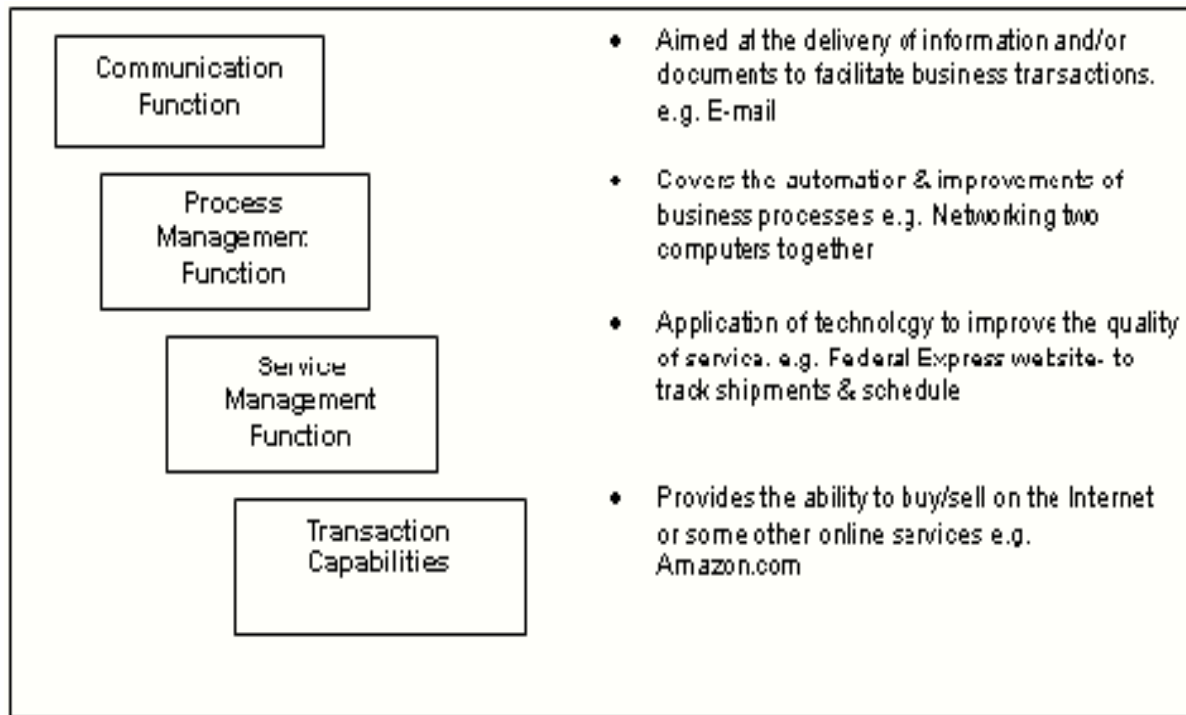 Communication
Function
• Aimed at the delivery of information and/or
documents to facilitate business transactions.
e.g. E-mail
Process
Management
Function
• Covers the automation & improvements of
business processes e.g. Networking two
computers together
Service
Management
Function
• Application of technology to improve the quality
of service. e.g. Federal Express website- to
track shipments & schedule
Transaction
Capabilities
• Provides the ability to buy/sell on the Internet
or some other online services e.g.
Amazon.com